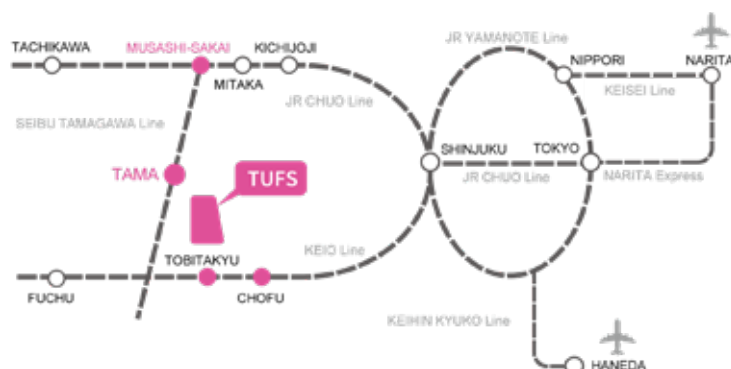 JR YAMANOTE Line
TACHIKAWA
MUSASHI-SAKAI
KICHIJOJI
NIPPORI
NARITA
MITAKA
KEISEI Line
JR CHUO Line
SEIBU TAMAGAWA Line
SHINJUKU
TOKYO
TAMA
TUFS
JR CHUO Line
NARITA Express
KEIO Line
TOBITAKYU
FUCHU
CHOFU
KEIHIN KYUKO Line
HANEDA